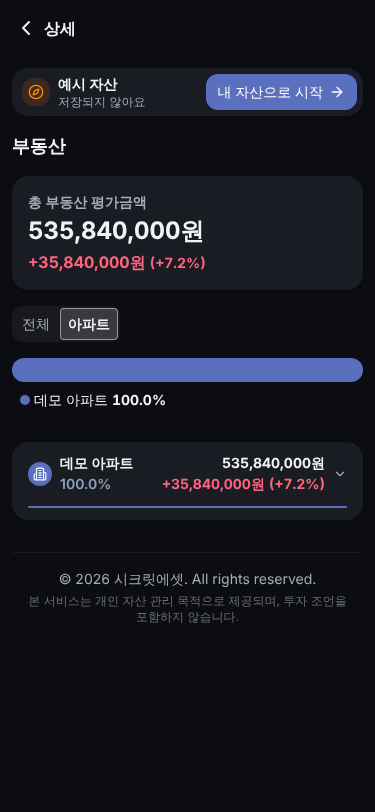 상세
예시 자산
저장되지 않아요
내 자산으로 시작
부동산
총 부동산 평가금액
535,840,000원
+35,840,000원 (+7.2%)
전체
아파트
데모 아파트 100.0%
데모 아파트
535,840,000원
100.0%
+35,840,000원 (+7.2%)
© 2026 시크릿에셋. All rights reserved.
본 서비스는 개인 자산 관리 목적으로 제공되며, 투자 조언을
포함하지 않습니다.